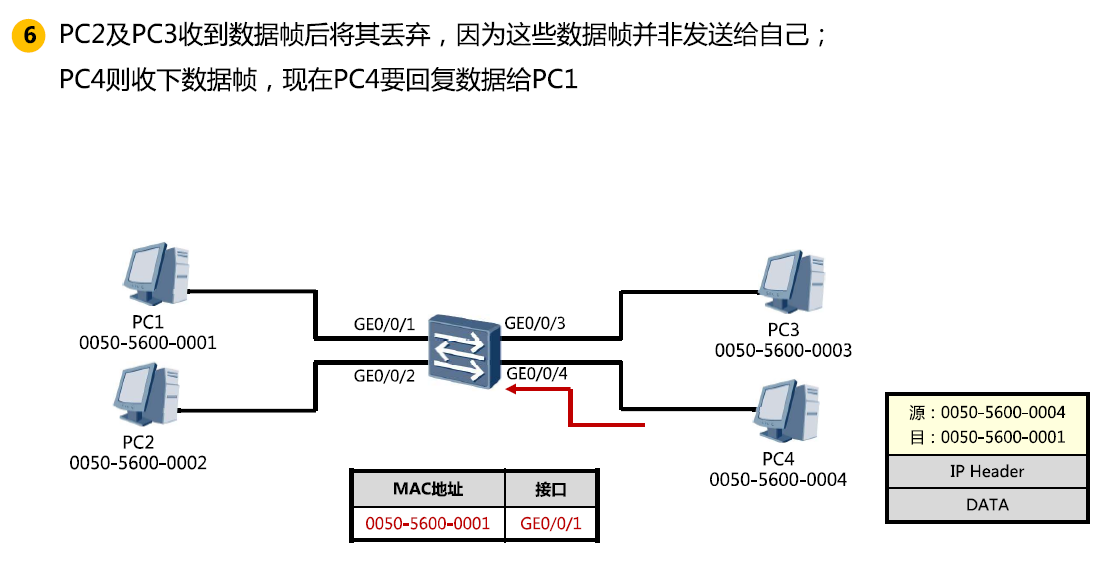 6 PC2及PC3收到数据帧后将其丢弃，因为这些数据帧并非发送给自己；
PC4则收下数据帧，现在PC4要回复数据给PC1
PC1
0050-5600-0001
GE0/0/1
GE0/0/3
PC3
0050-5600-0003
GE0/0/2
GE0/0/4
PC2
0050-5600-0002
PC4
0050-5600-0004
源：0050-5600-0004
目：0050-5600-0001
IP Header
DATA
MAC地址 接口
0050-5600-0001 GE0/0/1